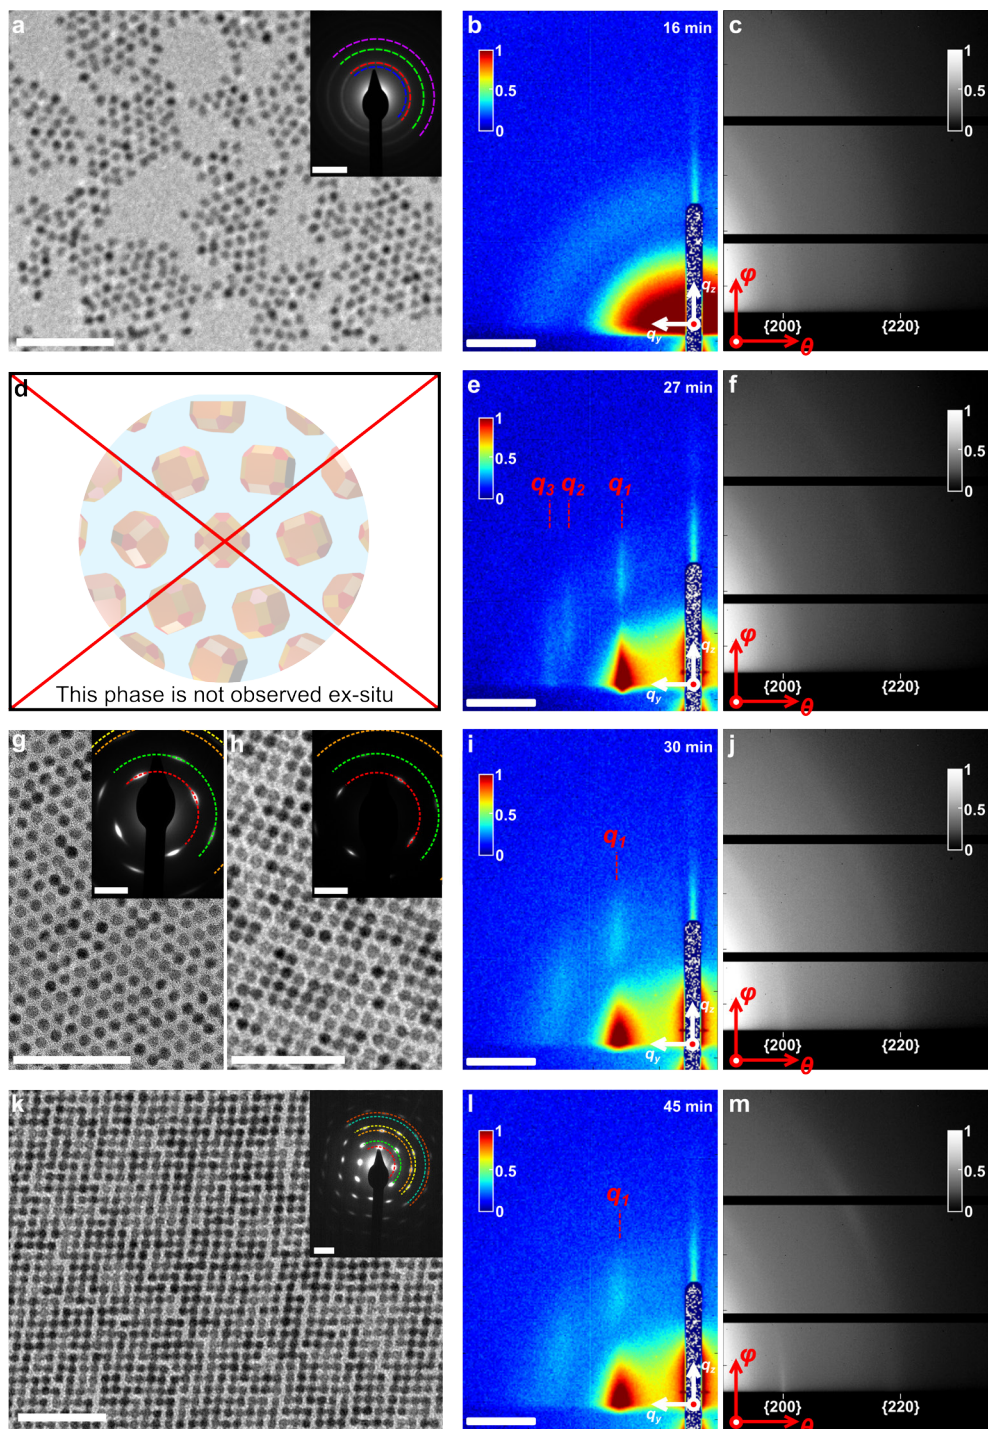 a
b
16 min
1
0.5
0
qz
qy
c
1
0.5
0
φ
θ
{200}
{220}
d
This phase is not observed ex-situ
e
27 min
1
0.5
0
q3
q2
q1
qz
qy
f
1
0.5
0
φ
θ
{200}
{220}
g
h
i
30 min
1
0.5
0
q1
qz
qy
j
1
0.5
0
φ
θ
{200}
{220}
k
l
45 min
1
0.5
0
q1
qz
qy
m
1
0.5
0
φ
θ
{200}
{220}